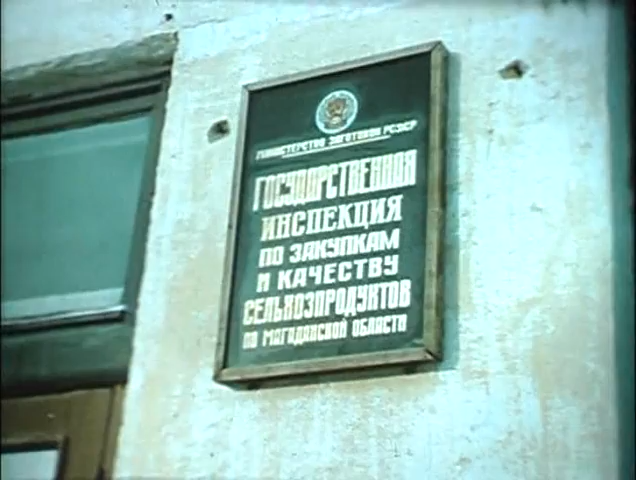 МИНИСТЕРСТВО ЗАГОТОВОК РСФСР
ГОСУДАРСТВЕННАЯ
ИНСПЕКЦИЯ
ПО ЗАКУПКАМ
И КАЧЕСТВУ
СЕЛЬХОЗПРОДУКТОВ
ПО МАГАДАНСКОЙ ОБЛАСТИ